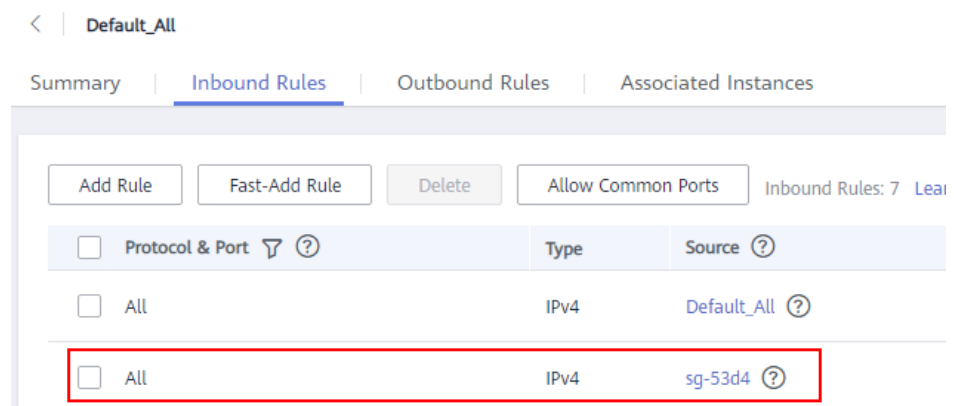 Default_All
Summary Inbound Rules Outbound Rules Associated Instances
Add Rule Fast-Add Rule Delete Allow Common Ports Inbound Rules: 7 Lear
Protocol & Port ? Type Source ?
All IPv4 Default_All ?
All IPv4 sg-53d4 ?